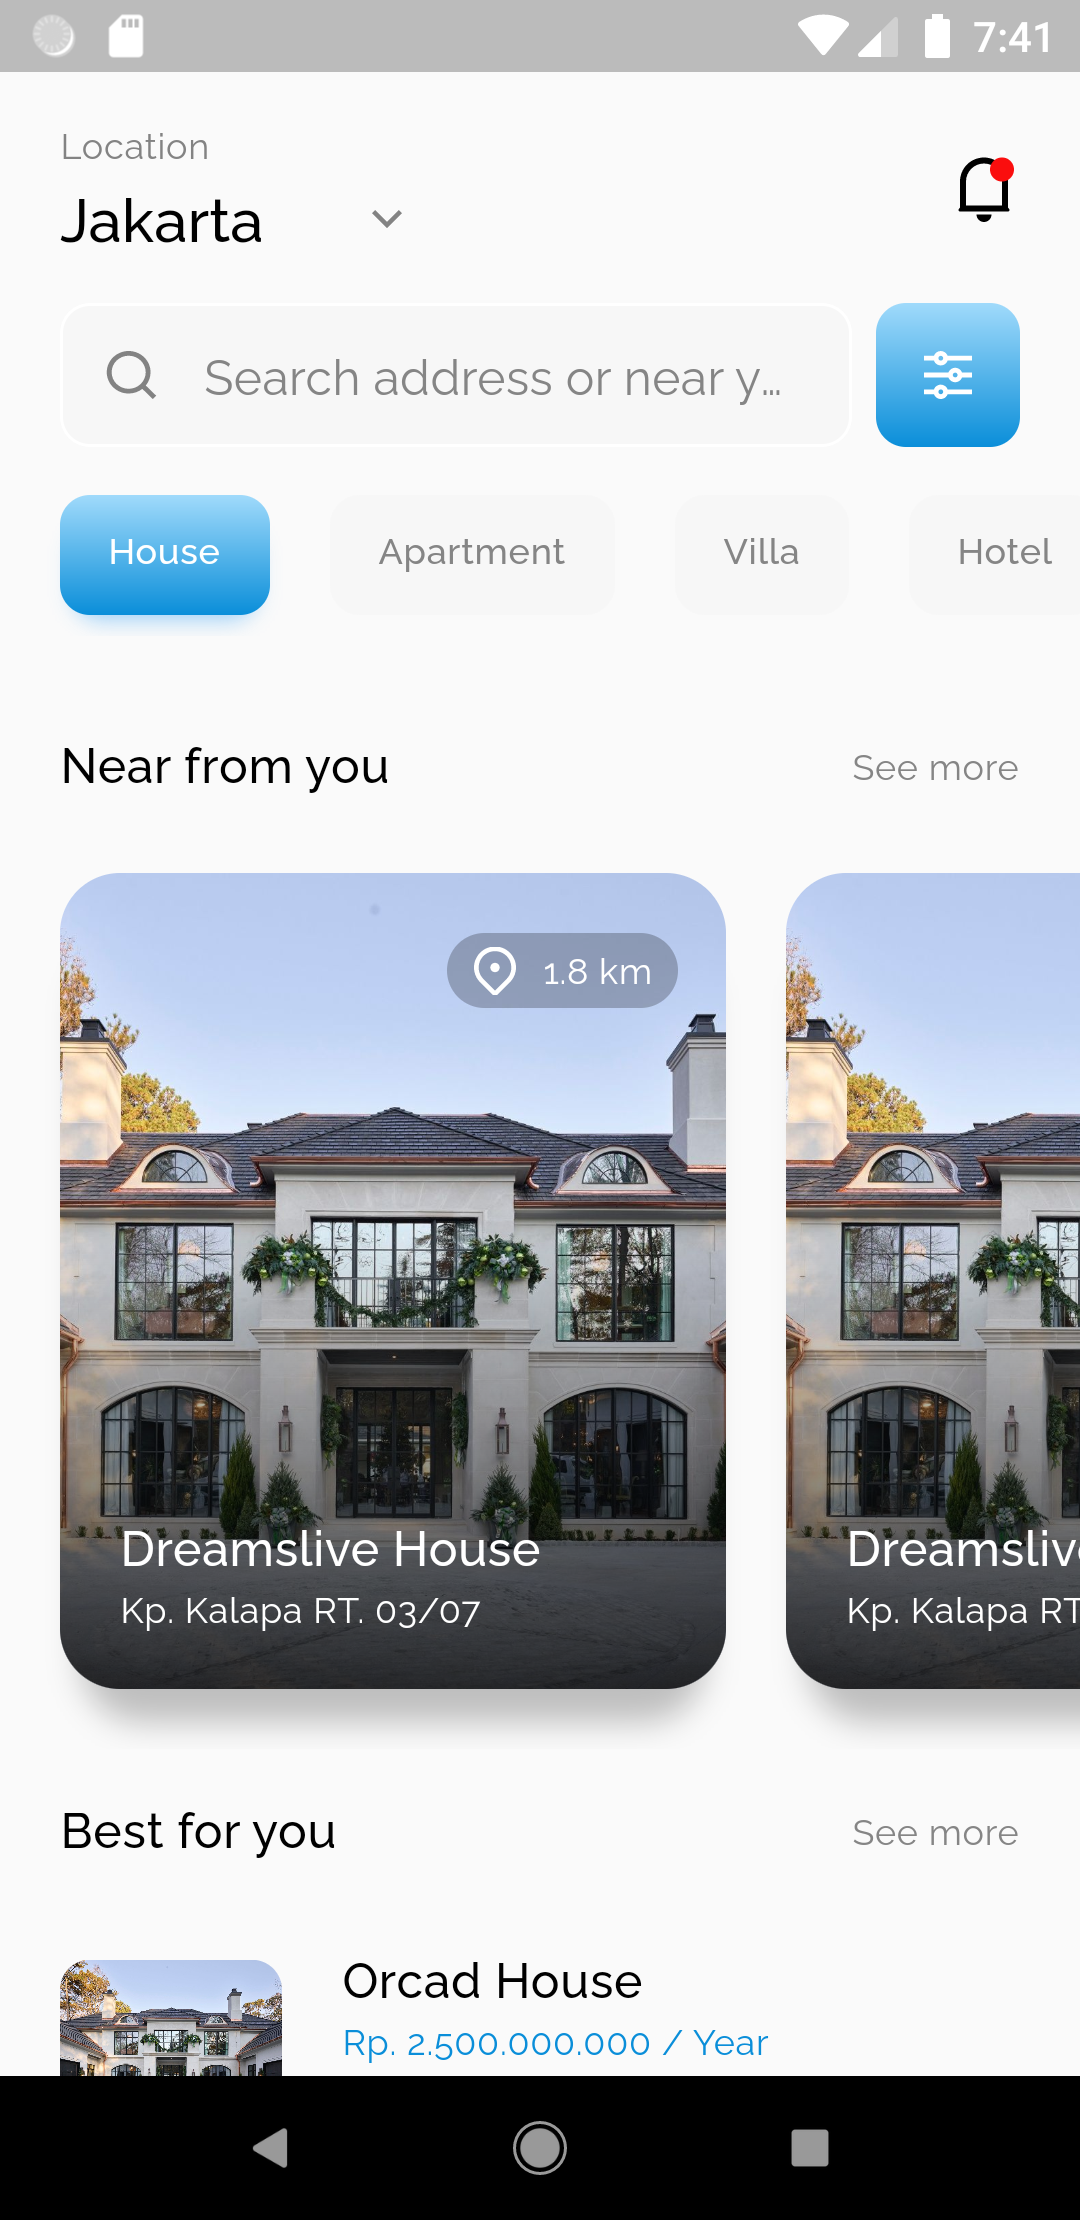 7:41
Location
Jakarta
Search address or near y...
House
Apartment
Villa
Hotel
Near from you
See more
1.8 km
Dreamslive House
Kp. Kalapa RT. 03/07
Dreamslive
Kp. Kalapa RT
Best for you
See more
Orcad House
Rp. 2.500.000.000 / Year